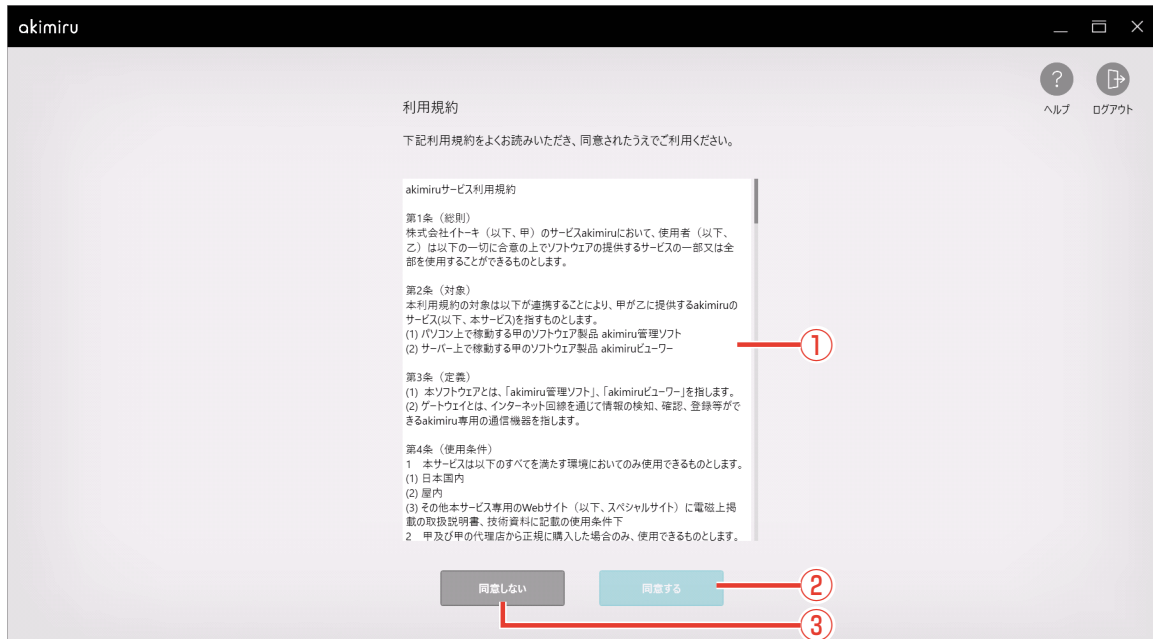 akimiru
ヘルプ
ログアウト
利用規約
下記利用規約をよくお読みいただき、同意されたうえでご利用ください。
akimiruサービス利用規約
第1条（総則）
株式会社イトーキ（以下、甲）のサービスakimiruにおいて、使用者（以下、
乙）は以下の一切に合意の上でソフトウェアの提供するサービスの一部又は全
部を使用することができるものとします。
第2条（対象）
本利用規約の対象は以下が連携することにより、甲が乙に提供するakimiruの
サービス(以下、本サービス)を指すものとします。
(1) パソコン上で稼動する甲のソフトウェア製品 akimiru管理ソフト
(2) サーバー上で稼動する甲のソフトウェア製品 akimiruビューワー
①
第3条（定義）
(1) 本ソフトウェアとは、「akimiru管理ソフト」、「akimiruビューワー」を指します。
(2) ゲートウェイとは、インターネット回線を通じて情報の検知、確認、登録等がで
きるakimiru専用の通信機器を指します。
第4条（使用条件）
1　本サービスは以下のすべてを満たす環境においてのみ使用できるものとします。
(1) 日本国内
(2) 屋内
(3) その他本サービス専用のWebサイト（以下、スペシャルサイト）に電磁上掲
載の取扱説明書、技術資料に記載の使用条件下
2　甲及び甲の代理店から正規に購入した場合のみ、使用できるものとします。
同意しない
同意する
②
③